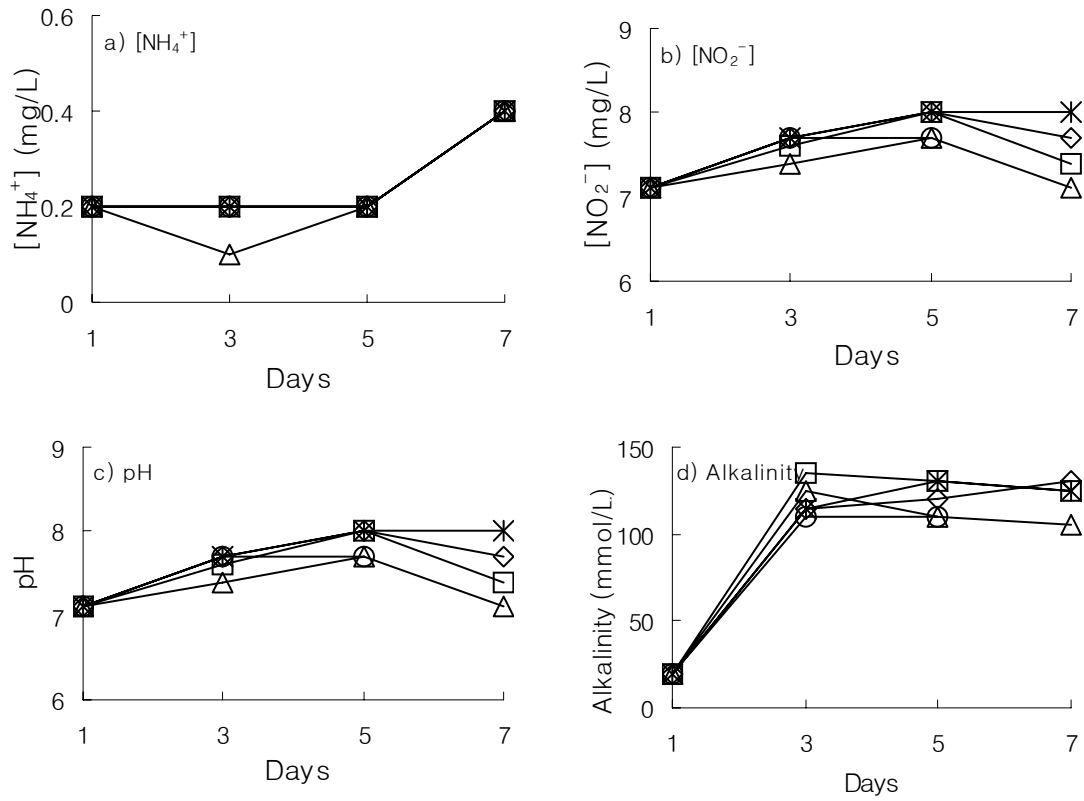 a) [NH₄⁺]
[NH₄⁺] (mg/L)
0.6
0.4
0.2
0
1 3 5 7
Days
b) [NO₂⁻]
[NO₂⁻] (mg/L)
9
8
7
6
1 3 5 7
Days
c) pH
pH
9
8
7
6
1 3 5 7
Days
d) Alkalinity
Alkalinity (mmol/L)
150
100
50
0
1 3 5 7
Days